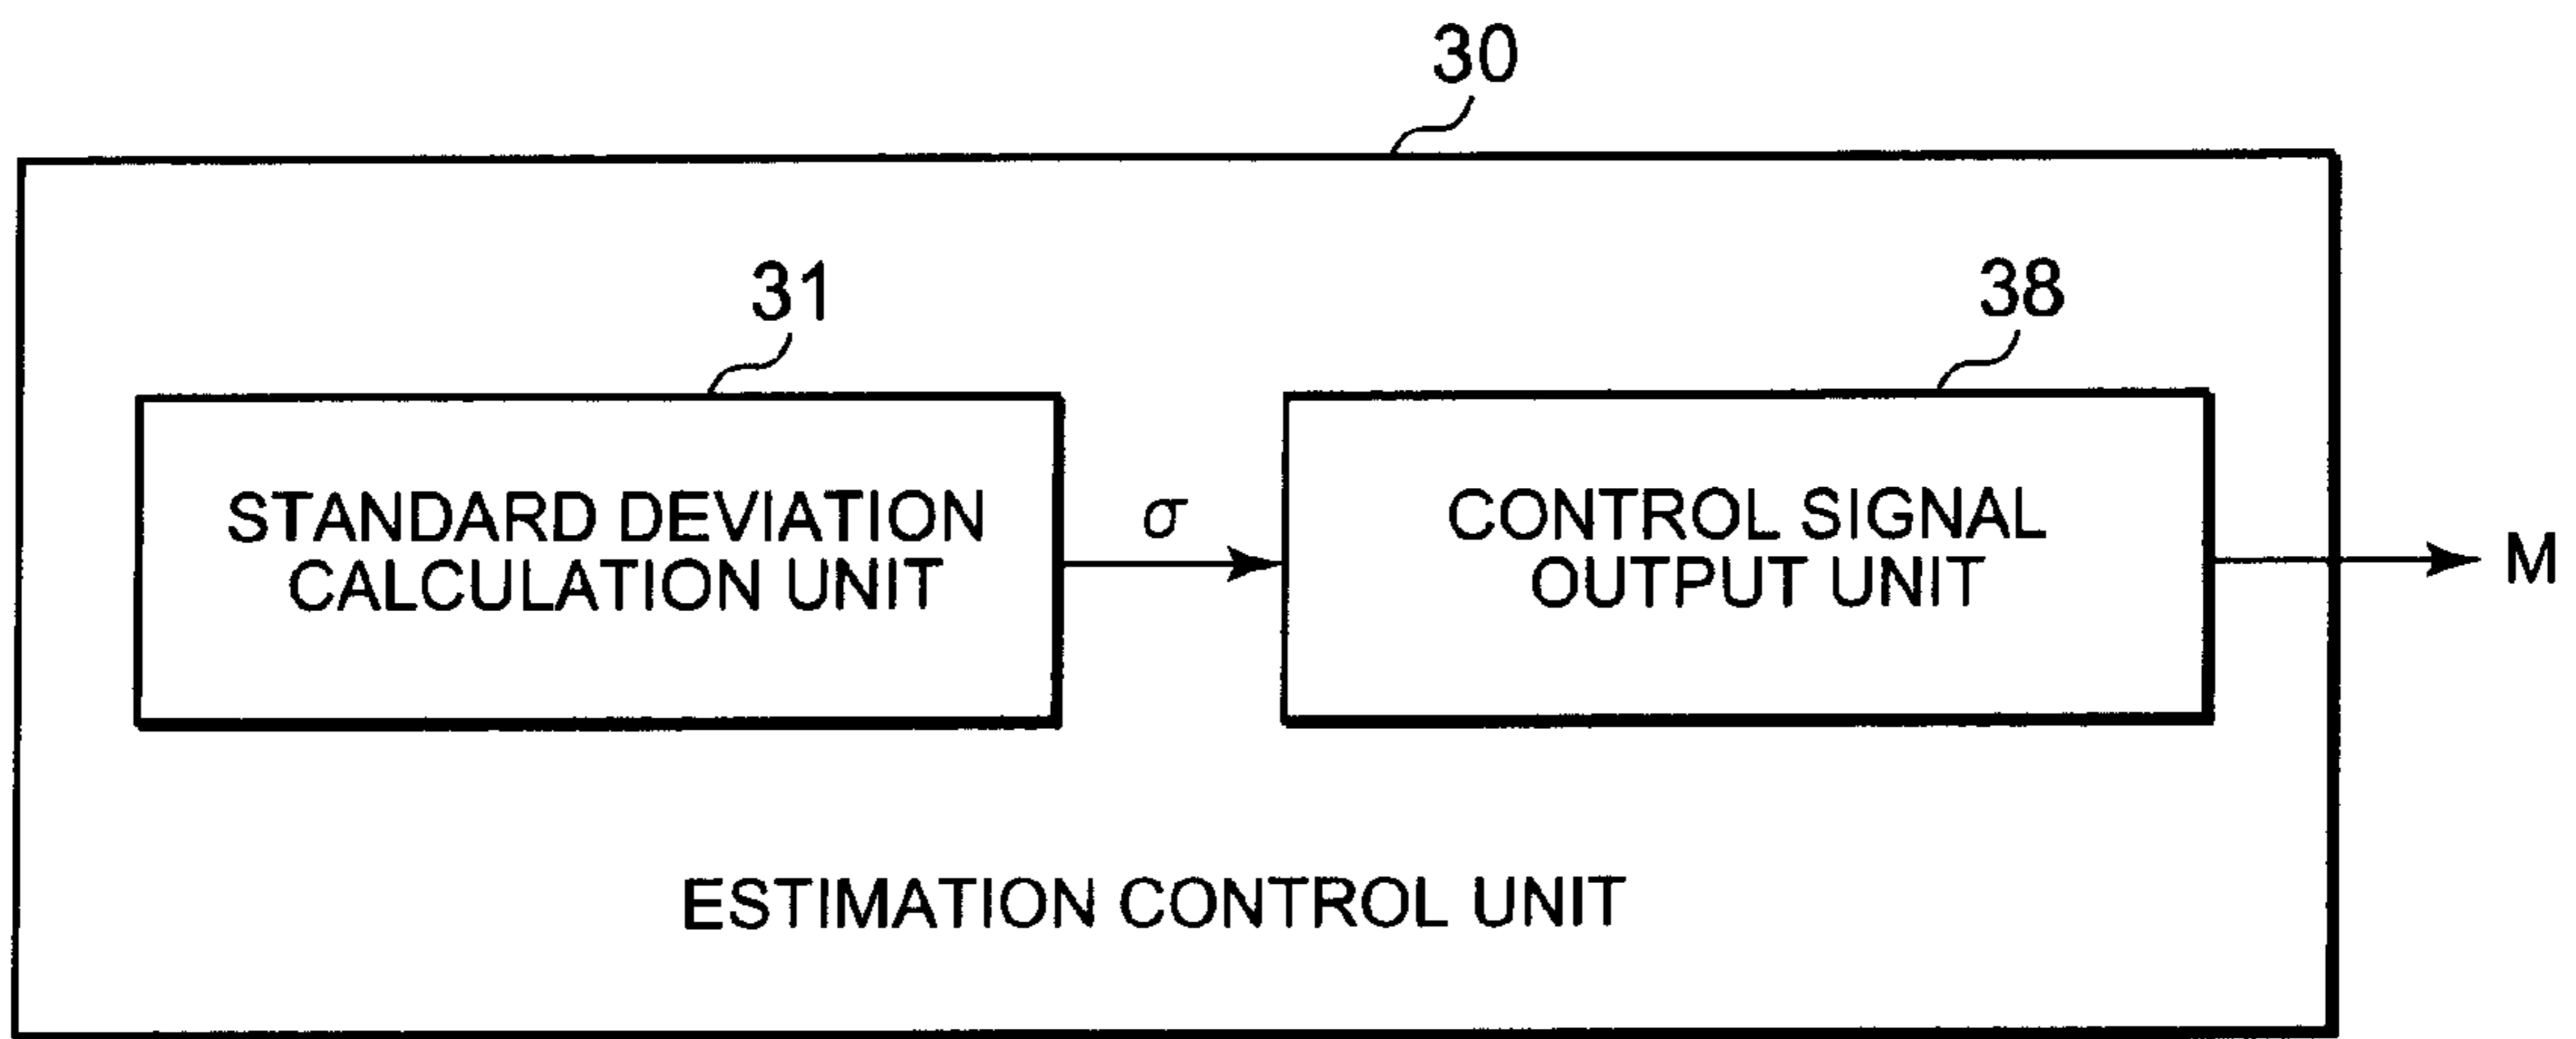 30
31
38
STANDARD DEVIATION
CALCULATION UNIT
σ
CONTROL SIGNAL
OUTPUT UNIT
M
ESTIMATION CONTROL UNIT